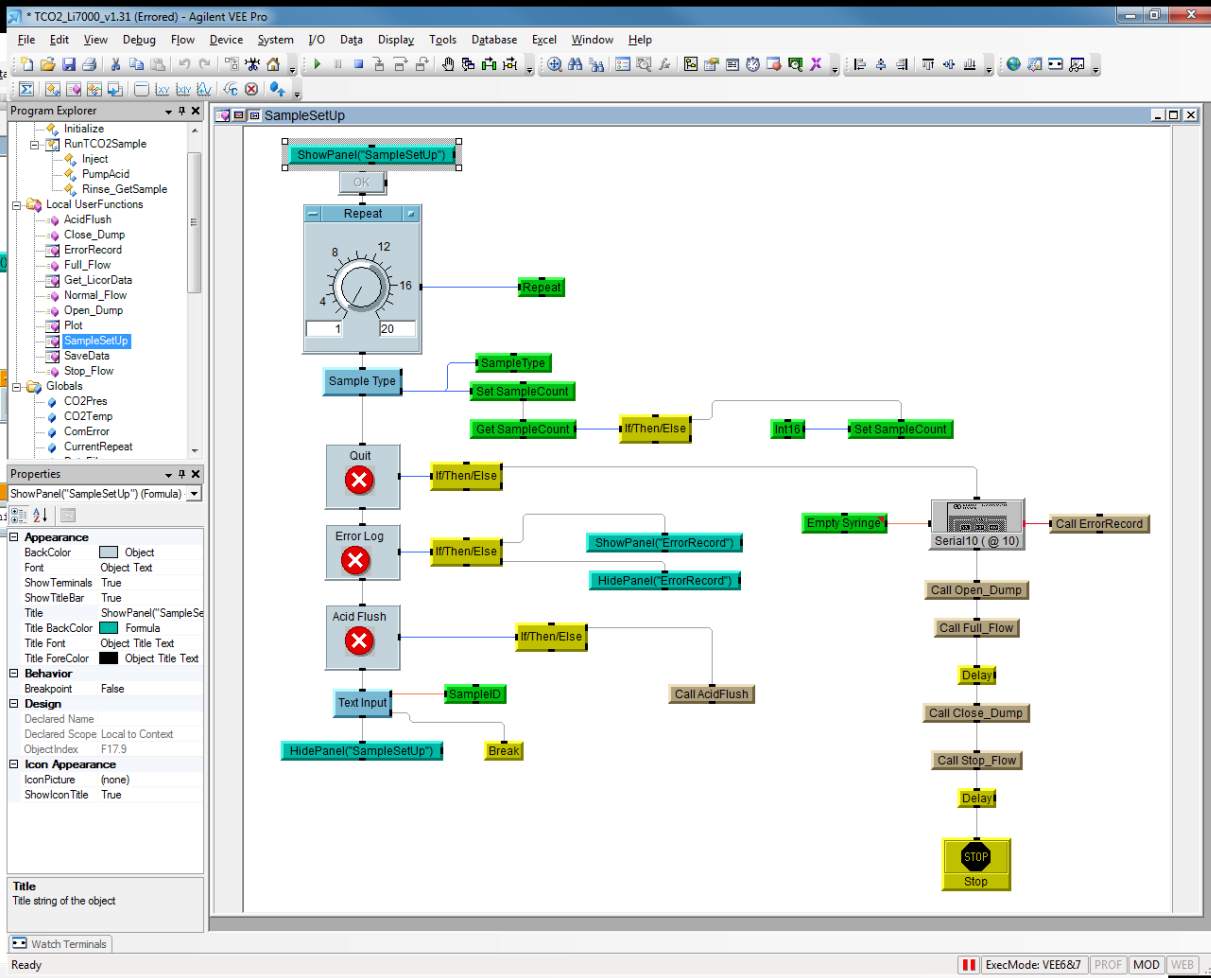 * TCO2_Li7000_v1.31 (Errored) - Agilent VEE Pro
File Edit View Debug Flow Device System I/O Data Display Tools Database Excel Window Help
Program Explorer
Initialize
RunTCO2Sample
Inject
PumpAcid
Rinse_GetSample
Local UserFunctions
AcidFlush
Close_Dump
ErrorRecord
Full_Flow
Get_LicorData
Normal_Flow
Open_Dump
Plot
SampleSetUp
SaveData
Stop_Flow
Globals
CO2Pres
CO2Temp
ComError
CurrentRepeat
Properties
ShowPanel("SampleSetUp") (Formula)
Appearance
BackColor Object
Font Object Text
ShowTerminals True
ShowTitleBar True
Title ShowPanel("SampleSe
Title BackColor Formula
Title Font Object Title Text
Title ForeColor Object Title Text
Behavior
Breakpoint False
Design
Declared Name
Declared Scope Local to Context
ObjectIndex F17.9
Icon Appearance
IconPicture (none)
ShowIconTitle True
Title
Title string of the object
Watch Terminals
Ready
SampleSetUp
ShowPanel("SampleSetUp")
OK
Repeat
8 12
4 16
1 20
Repeat
Sample Type
SampleType
Set SampleCount
Get SampleCount
If/Then/Else
Int16
Set SampleCount
Quit
If/Then/Else
Error Log
If/Then/Else
ShowPanel("ErrorRecord")
HidePanel("ErrorRecord")
Acid Flush
If/Then/Else
Call AcidFlush
Text Input
SampleID
HidePanel("SampleSetUp")
Break
Empty Syringe
Serial10 ( @ 10)
Call ErrorRecord
Call Open_Dump
Call Full_Flow
Delay
Call Close_Dump
Call Stop_Flow
Delay
STOP
Stop
ExecMode: VEE6&7 PROF MOD WEB